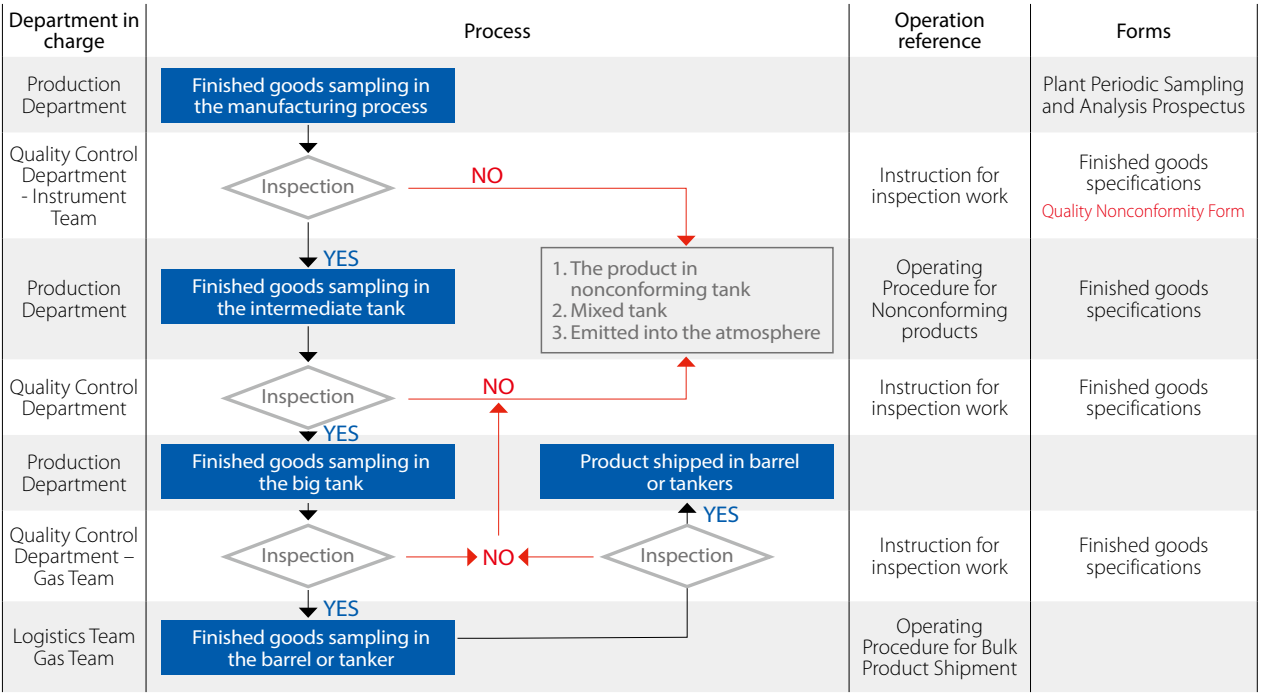 Department in
charge
Process
Operation
reference
Forms
Production
Department
Finished goods sampling in
the manufacturing process
Plant Periodic Sampling
and Analysis Prospectus
Quality Control
Department
- Instrument
Team
Inspection
NO
Instruction for
inspection work
Finished goods
specifications
Quality Nonconformity Form
YES
Production
Department
Finished goods sampling in
the intermediate tank
1. The product in
nonconforming tank
2. Mixed tank
3. Emitted into the atmosphere
Operating
Procedure for
Nonconforming
products
Finished goods
specifications
Quality Control
Department
Inspection
NO
Instruction for
inspection work
Finished goods
specifications
YES
Production
Department
Finished goods sampling in
the big tank
Product shipped in barrel
or tankers
YES
Quality Control
Department –
Gas Team
Inspection
NO
Inspection
Instruction for
inspection work
Finished goods
specifications
YES
Logistics Team
Gas Team
Finished goods sampling in
the barrel or tanker
Operating
Procedure for Bulk
Product Shipment